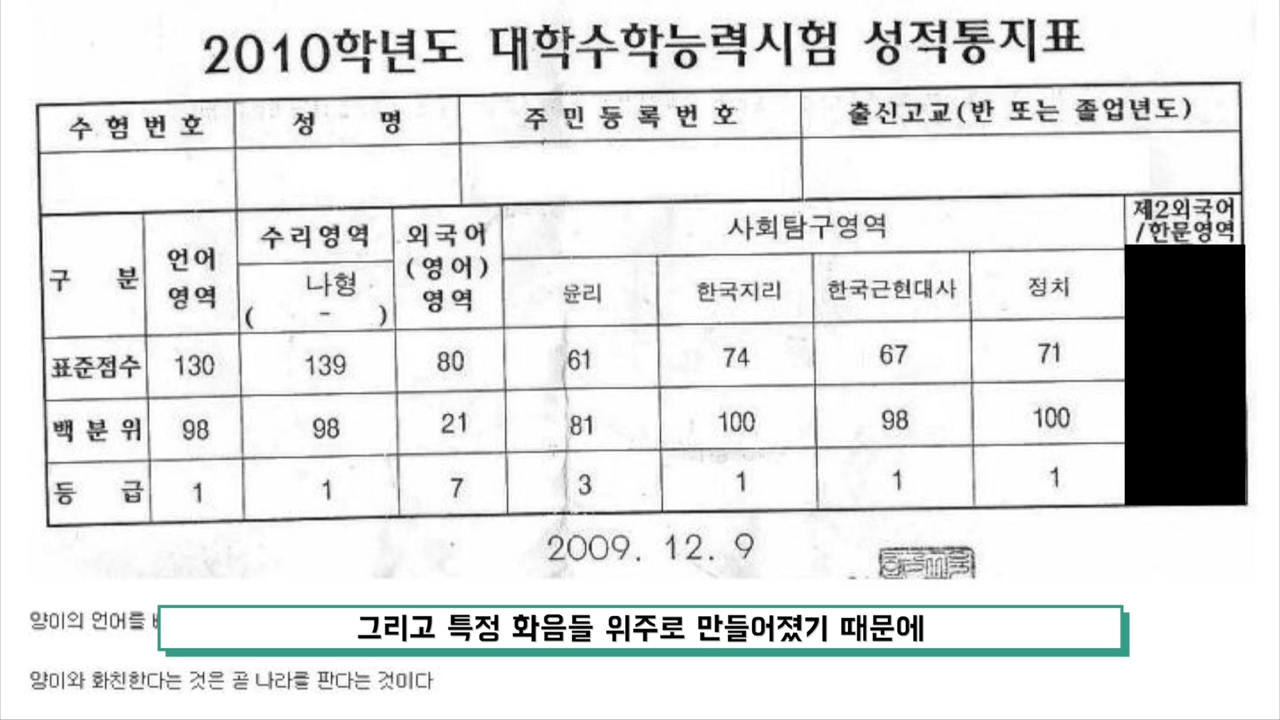 2010학년도 대학수학능력시험 성적통지표
수험번호 성 명 주민등록번호 출신고교(반 또는 졸업년도)
구 분 언어영역 수리영역 나형 ( - ) 외국어(영어)영역 사회탐구영역 윤리 한국지리 한국근현대사 정치 제2외국어/한문영역
표준점수 130 139 80 61 74 67 71
백분위 98 98 21 81 100 98 100
등 급 1 1 7 3 1 1 1
2009. 12. 9
양이의 언어를
그리고 특정 화음들 위주로 만들어졌기 때문에
양이와 화친한다는 것은 곧 나라를 판다는 것이다